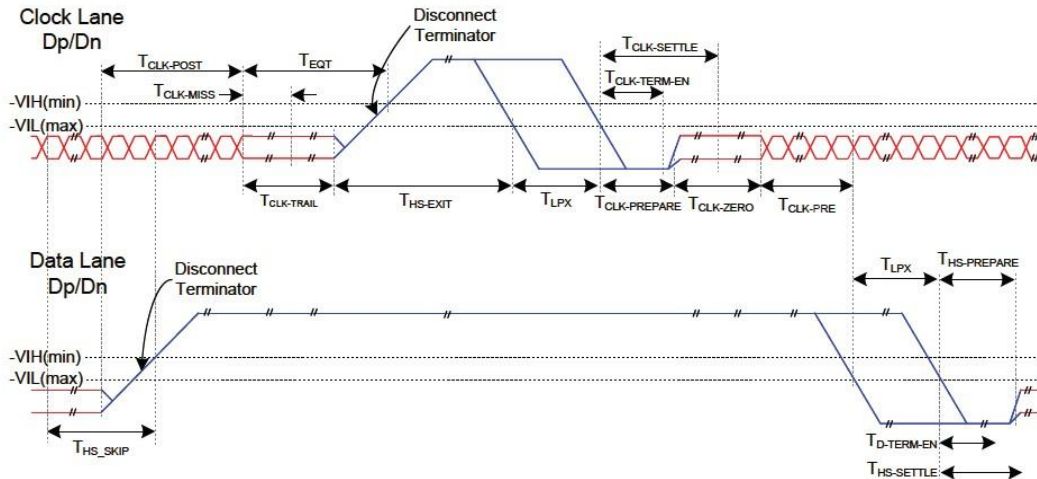 Clock Lane
Dp/Dn
Disconnect
Terminator
TCLK-POST
TEQT
TCLK-SETTLE
TCLK-MISS
TCLK-TERM-EN
-VIH(min)
-VIL(max)
TCLK-TRAIL
THS-EXIT
TLPX
TCLK-PREPARE
TCLK-ZERO
TCLK-PRE
Data Lane
Dp/Dn
Disconnect
Terminator
TLPX
THS-PREPARE
-VIH(min)
-VIL(max)
THS_SKIP
TD-TERM-EN
THS-SETTLE